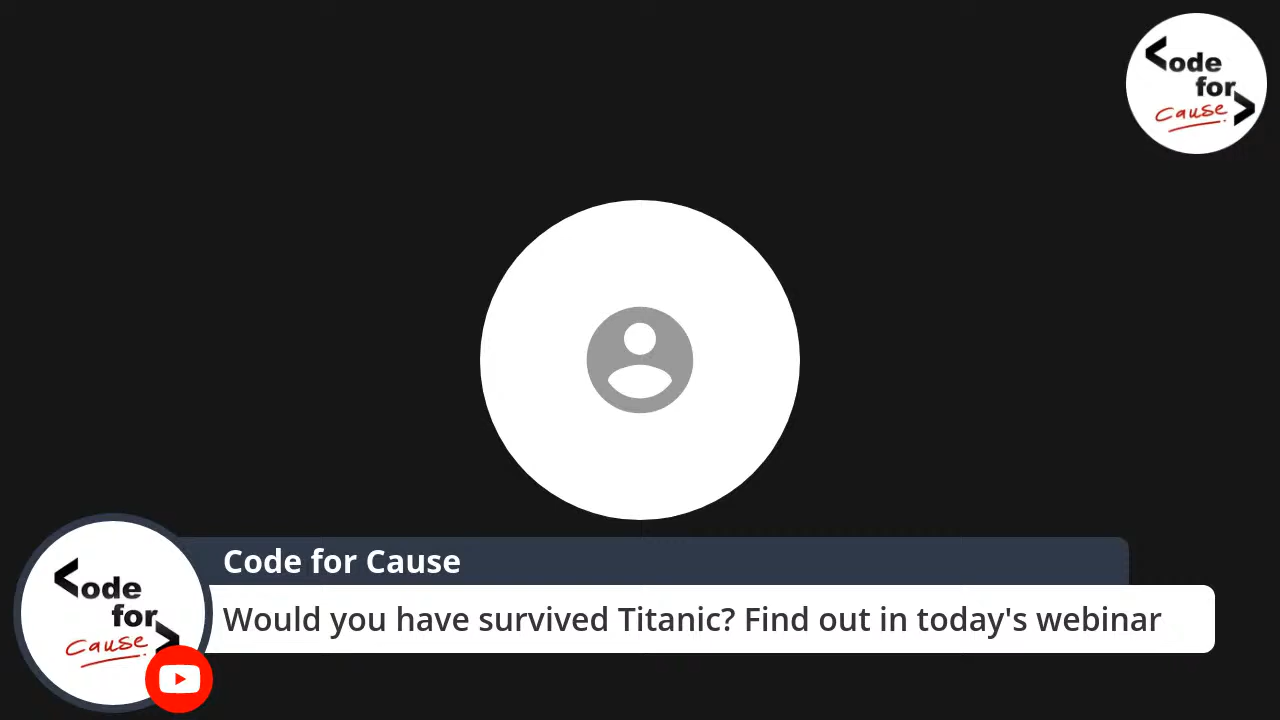 <ode
for
cause >
Code for Cause
Would you have survived Titanic? Find out in today's webinar
<ode
for
cause >